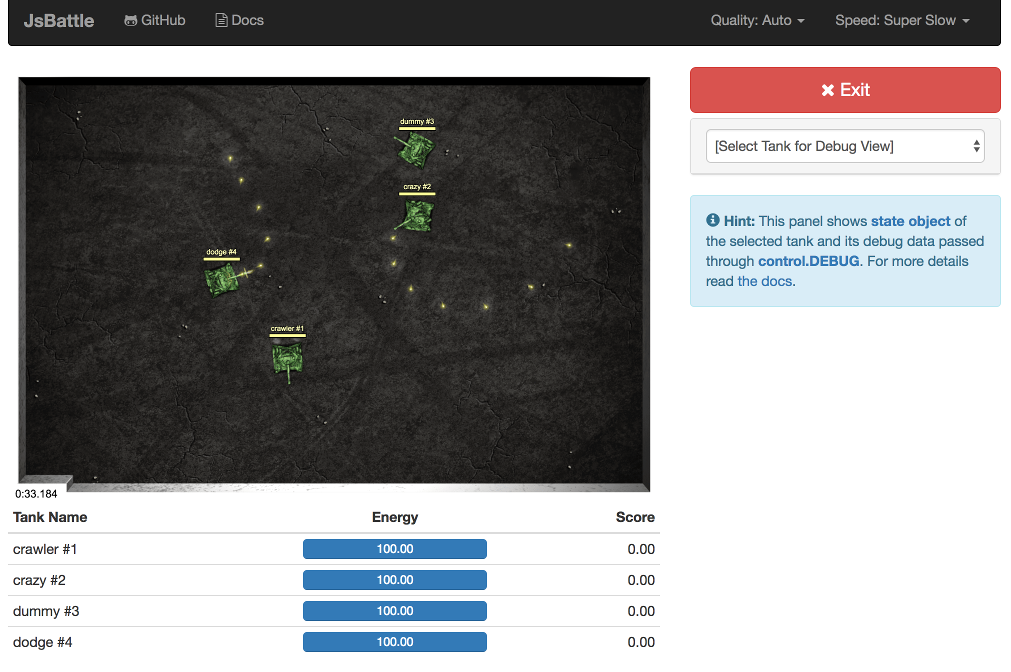 JsBattle GitHub Docs Quality: Auto Speed: Super Slow
Exit
[Select Tank for Debug View]
Hint: This panel shows state object of
the selected tank and its debug data passed
through control.DEBUG. For more details
read the docs.
dummy #3
crazy #2
dodge #4
crawler #1
0:33.184
Tank Name Energy Score
crawler #1 100.00 0.00
crazy #2 100.00 0.00
dummy #3 100.00 0.00
dodge #4 100.00 0.00